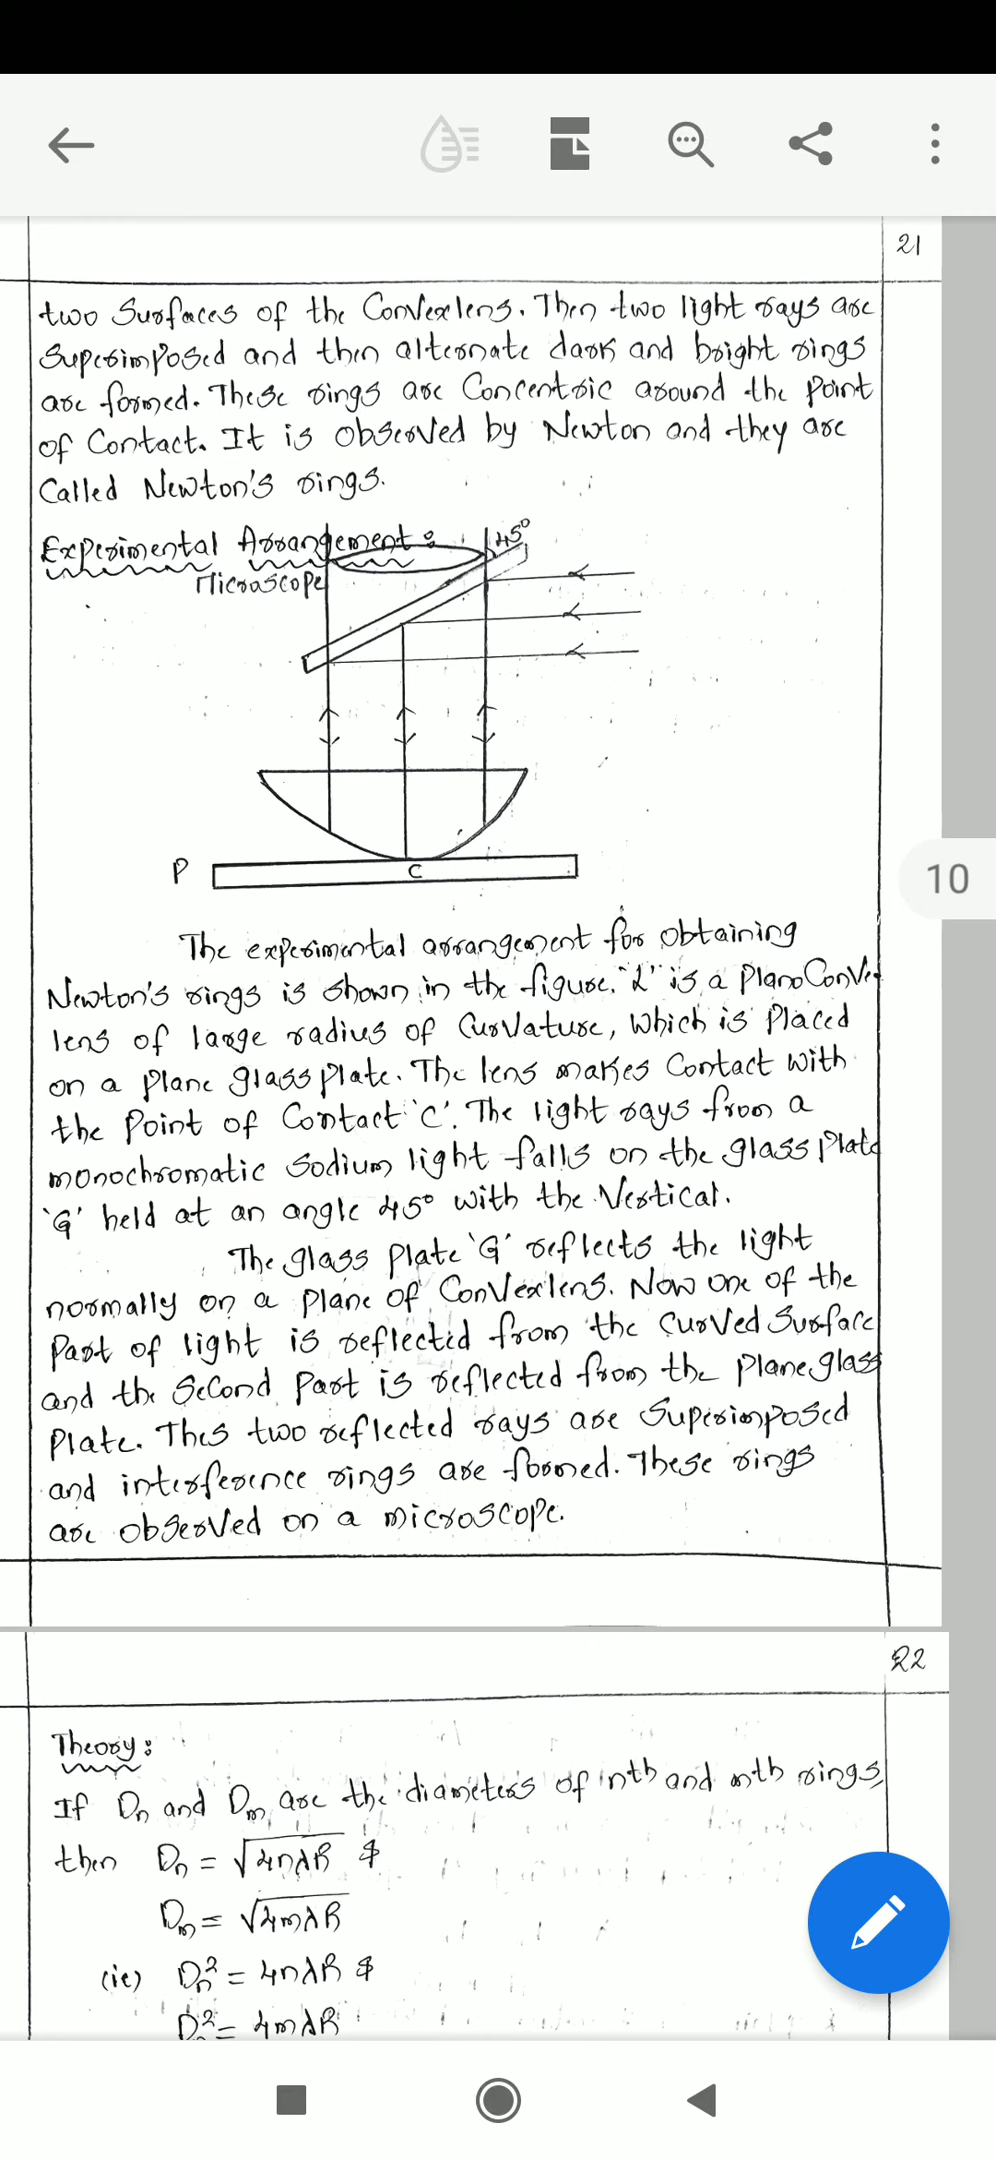 21
two Surfaces of the Convexlens. Then two light rays are
Superimposed and then alternate dark and bright rings
are formed. These rings are Concentric around the Point
of Contact. It is Observed by Newton and they are
Called Newton's rings.
Experimental Arrangement:
45°
Microscope
P
C
10
The experimental arrangement for obtaining
Newton's rings is shown in the figure. "L" is a PlanoConvex
lens of large radius of Curvature, which is Placed
on a Plane glass plate. The lens makes Contact with
the Point of Contact 'C'. The light rays from a
monochromatic Sodium light falls on the glass Plate
'G' held at an angle 45° with the Vertical.
The glass Plate 'G' reflects the light
normally on a Plane of Convexlens. Now one of the
Part of light is reflected from the Curved Surface
and the Second Part is reflected from the Plane glass
Plate. This two reflected rays are Superimposed
and interference rings are formed. These rings
are observed on a microscope.
22
Theory:
If Dn and Dm are the diameters of nth and mth rings,
then Dn = √4nλR &
Dm = √4mλR
(ie) Dn² = 4nλR &
D² = 4mλR